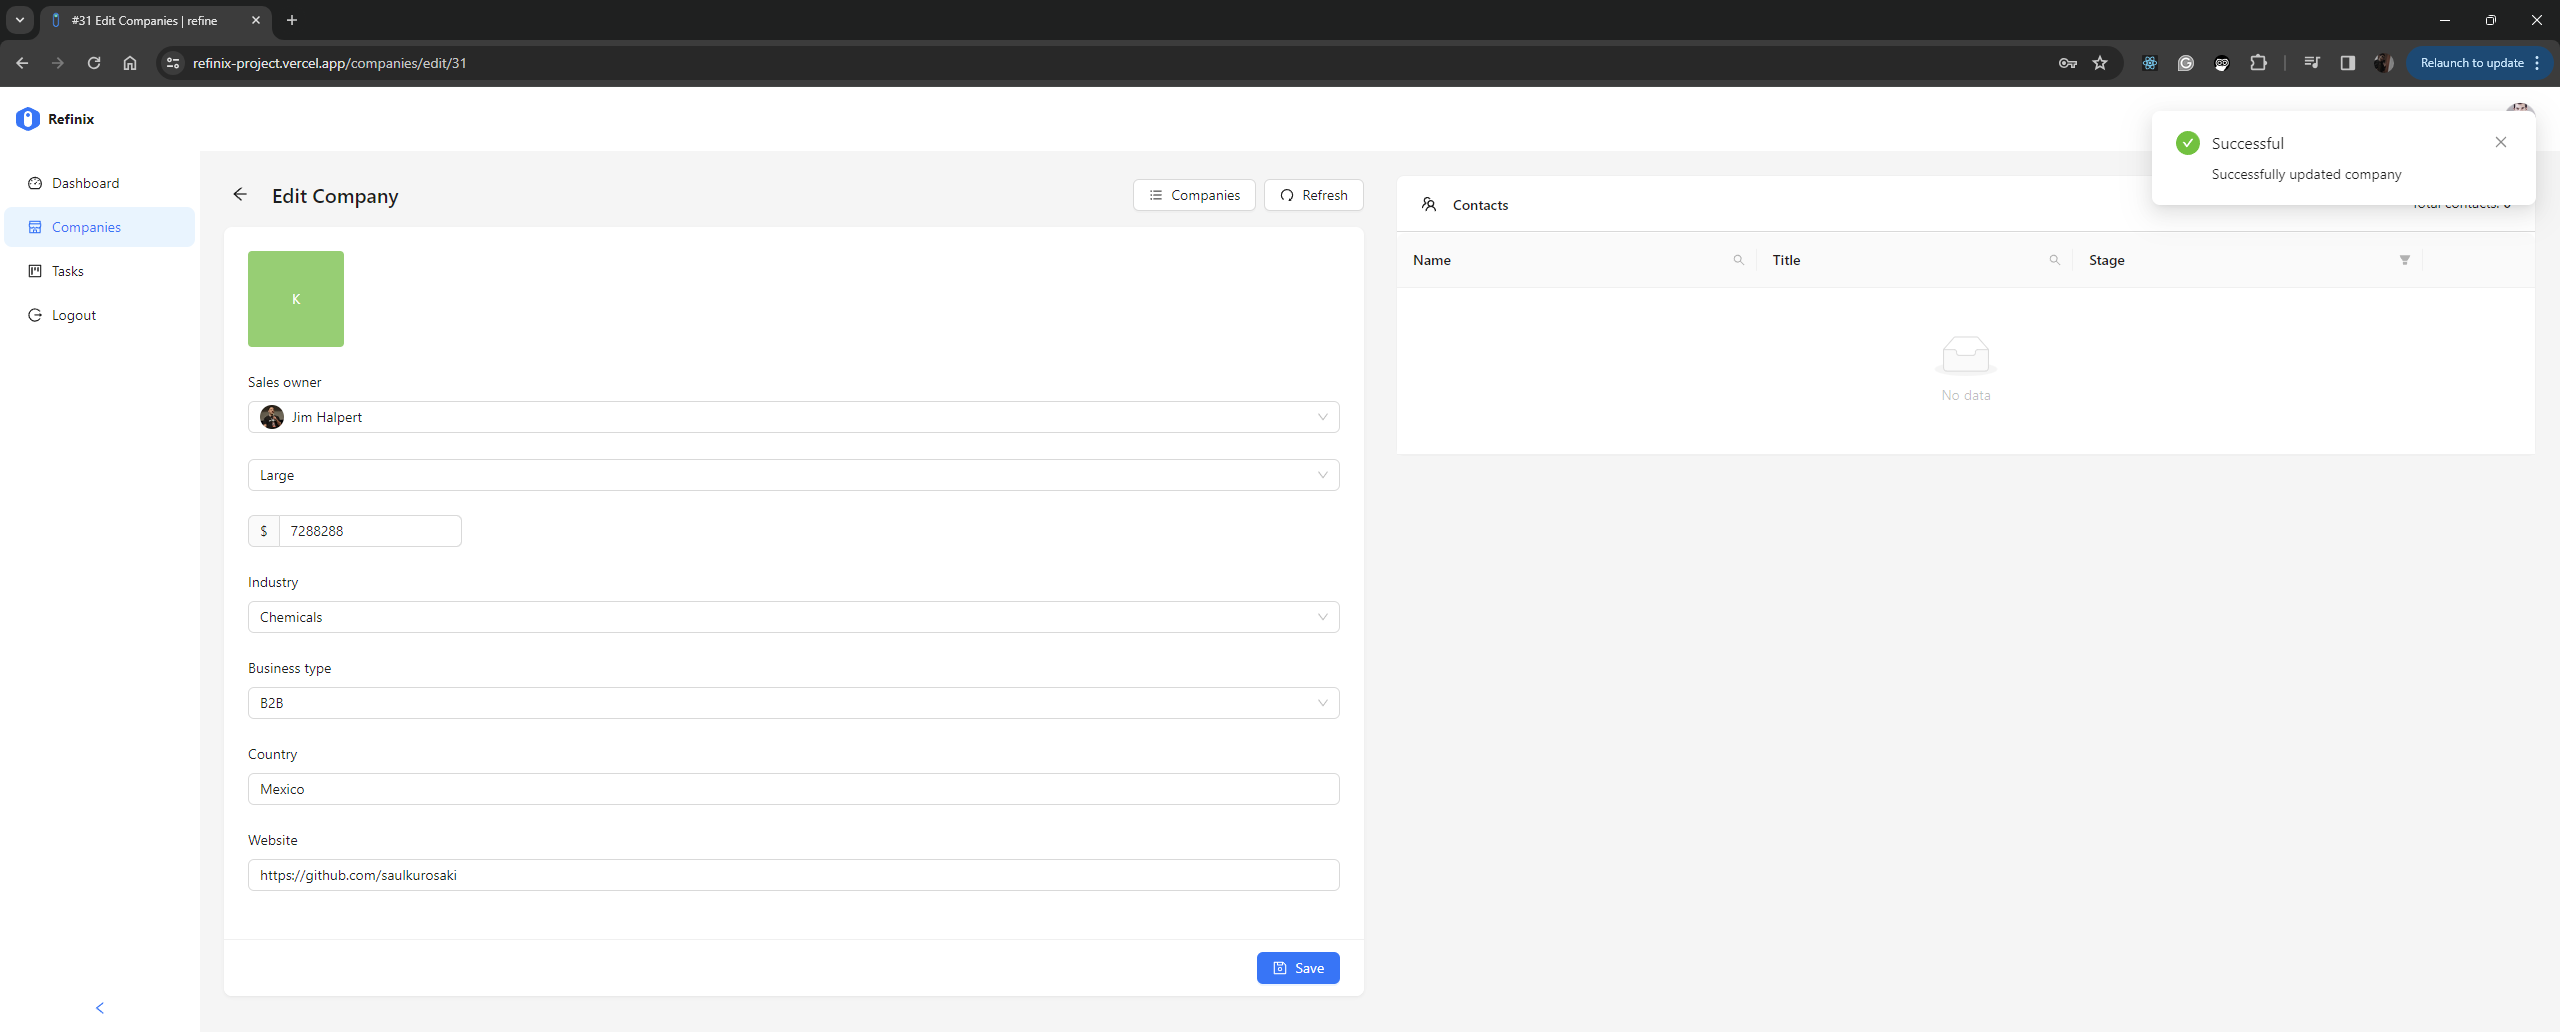 #31 Edit Companies | refine
refinix-project.vercel.app/companies/edit/31
Relaunch to update
Refinix
Dashboard
Companies
Tasks
Logout
Edit Company
Companies
Refresh
K
Sales owner
Jim Halpert
Large
$ 7288288
Industry
Chemicals
Business type
B2B
Country
Mexico
Website
https://github.com/saulkurosaki
Save
Contacts
Total contacts:
Name
Title
Stage
No data
Successful
Successfully updated company